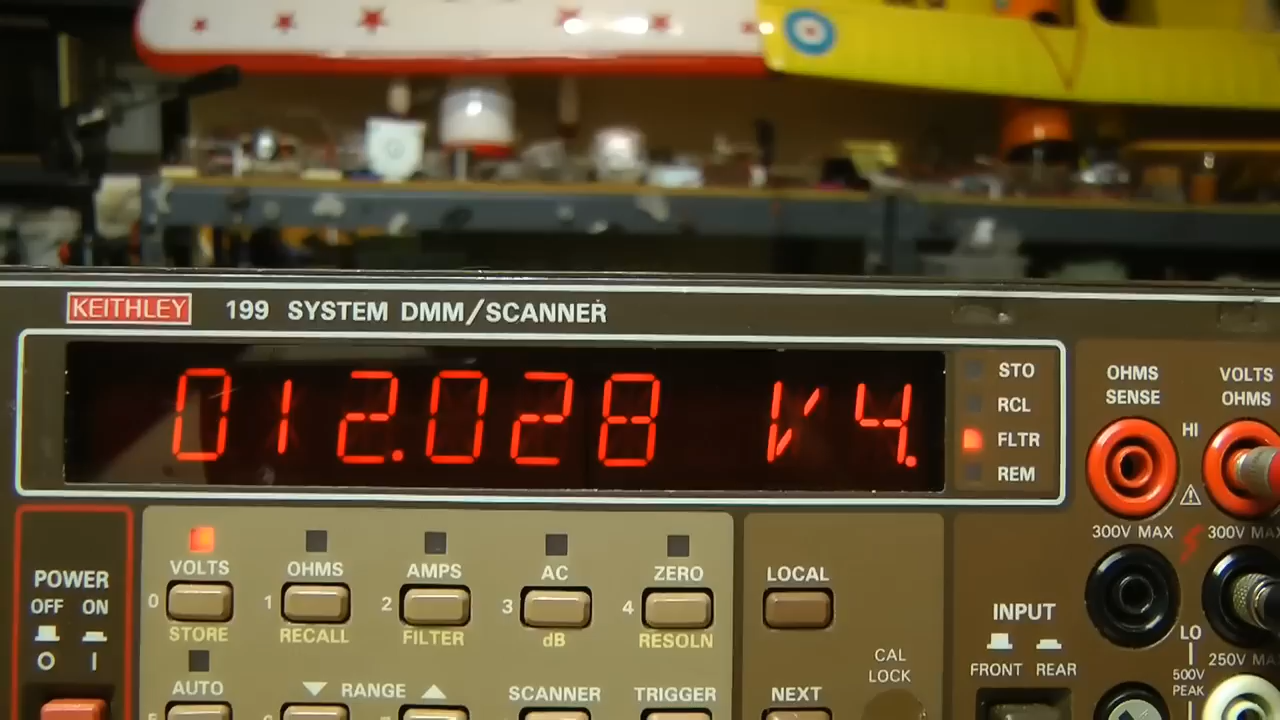 KEITHLEY 199 SYSTEM DMM/SCANNER
012.028 V 4.
STO
RCL
FLTR
REM
OHMS SENSE
VOLTS OHMS
HI
300V MAX
300V MAX
POWER
OFF ON
O I
VOLTS OHMS AMPS AC ZERO
0 1 2 3 4
STORE RECALL FILTER dB RESOLN
LOCAL
INPUT
FRONT REAR
CAL LOCK
LO
250V MAX
500V PEAK
AUTO RANGE SCANNER TRIGGER NEXT